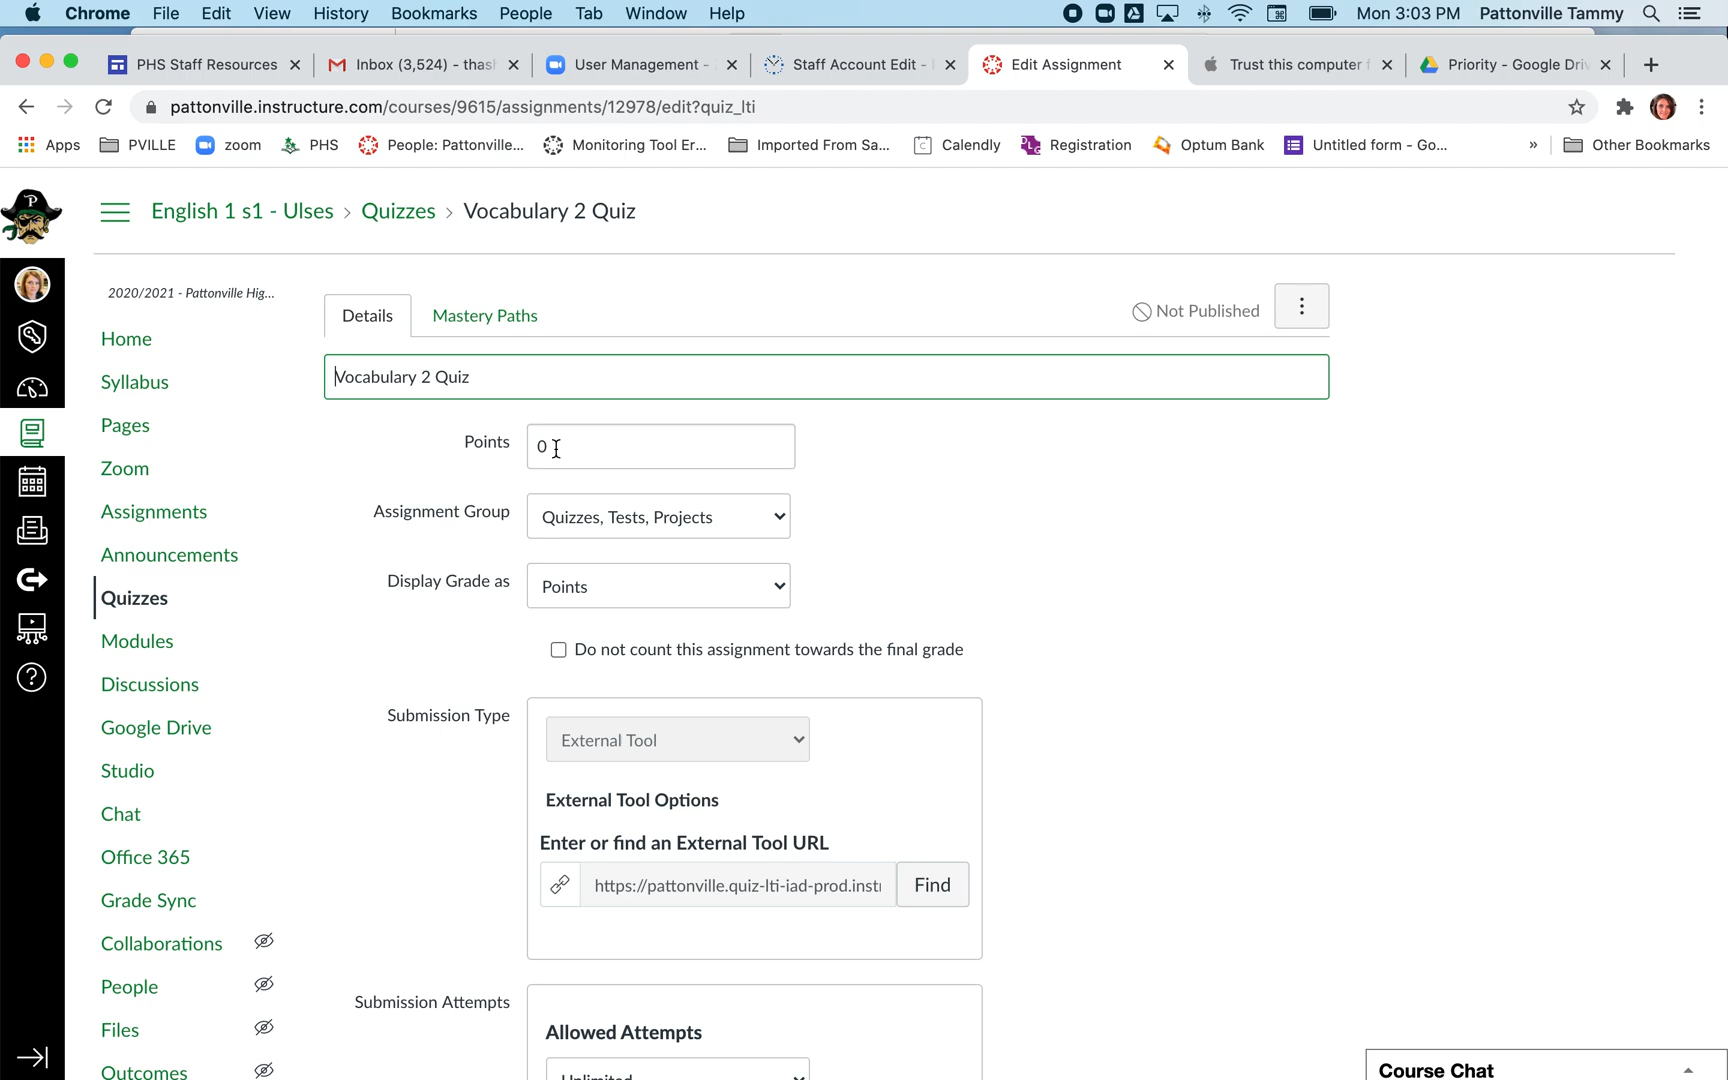 Chrome File Edit View History Bookmarks People Tab Window Help Mon 3:03 PM Pattonville Tammy
PHS Staff Resources Inbox (3,524) - thas User Management - Staff Account Edit - Edit Assignment Trust this computer Priority - Google Dri
pattonville.instructure.com/courses/9615/assignments/12978/edit?quiz_lti
Apps PVILLE zoom PHS People: Pattonville... Monitoring Tool Er... Imported From Sa... Calendly Registration Optum Bank Untitled form - Go... » Other Bookmarks
P
English 1 s1 - Ulses > Quizzes > Vocabulary 2 Quiz
2020/2021 - Pattonville Hig...
Home
Syllabus
Pages
Zoom
Assignments
Announcements
Quizzes
Modules
Discussions
Google Drive
Studio
Chat
Office 365
Grade Sync
Collaborations
People
Files
Outcomes
Details Mastery Paths Not Published
Vocabulary 2 Quiz
Points 0
Assignment Group Quizzes, Tests, Projects
Display Grade as Points
Do not count this assignment towards the final grade
Submission Type External Tool
External Tool Options
Enter or find an External Tool URL
https://pattonville.quiz-lti-iad-prod.inst Find
Submission Attempts
Allowed Attempts
Unlimited
Course Chat